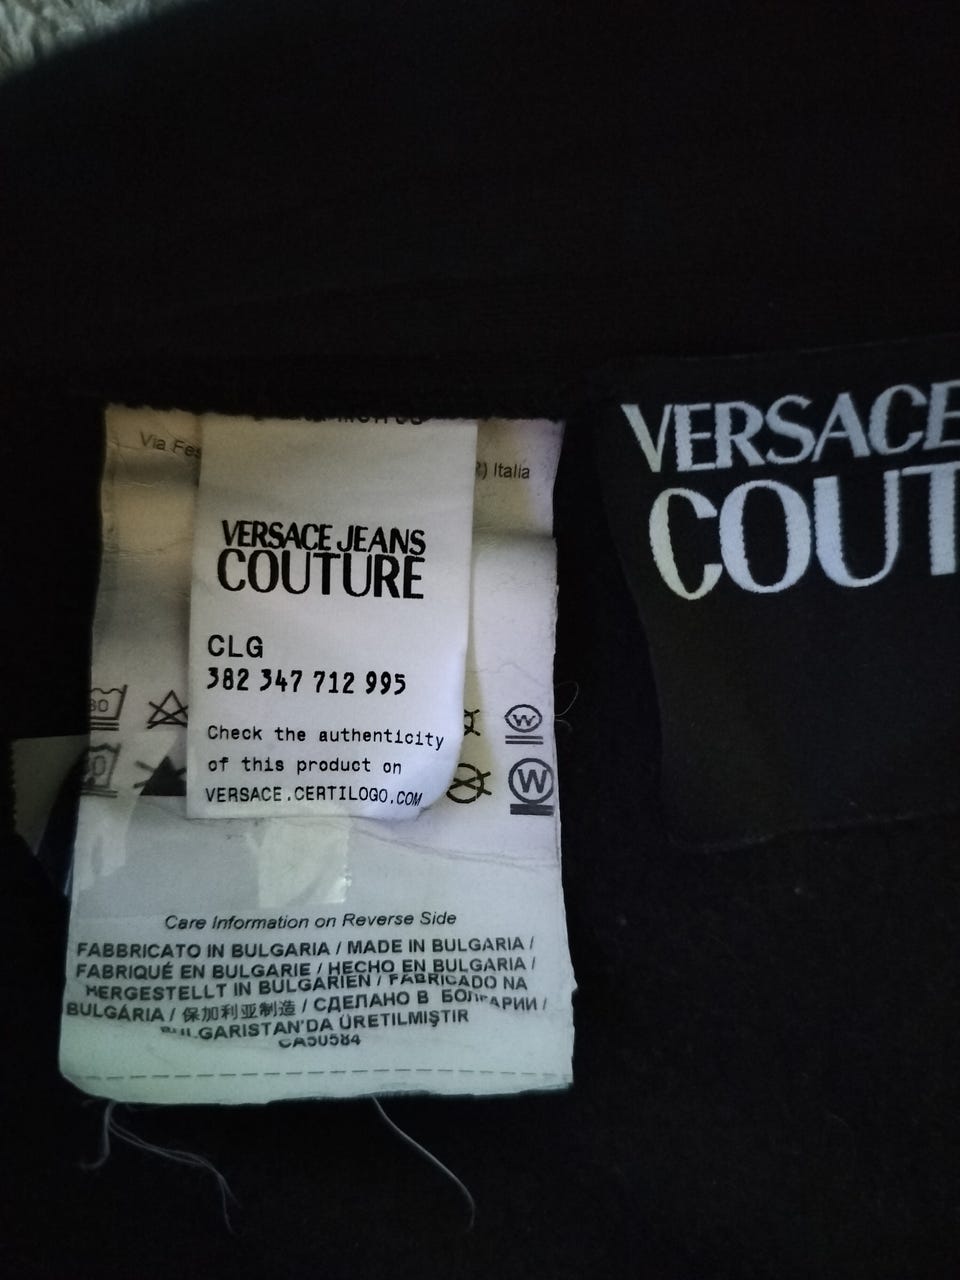 Via Fes
) Italia
VERSACE JEANS
COUTURE
CLG
382 347 712 995
Check the authenticity
of this product on
VERSACE.CERTILOGO.COM
30
W
W
Care Information on Reverse Side
FABBRICATO IN BULGARIA / MADE IN BULGARIA /
FABRIQUÉ EN BULGARIE / HECHO EN BULGARIA /
HERGESTELLT IN BULGARIEN / FABRICADO NA
BULGÁRIA / 保加利亚制造 / СДЕЛАНО В БОЛГАРИИ /
BULGARISTAN'DA ÜRETILMIŞTIR
CA50584
VERSACE
COUT